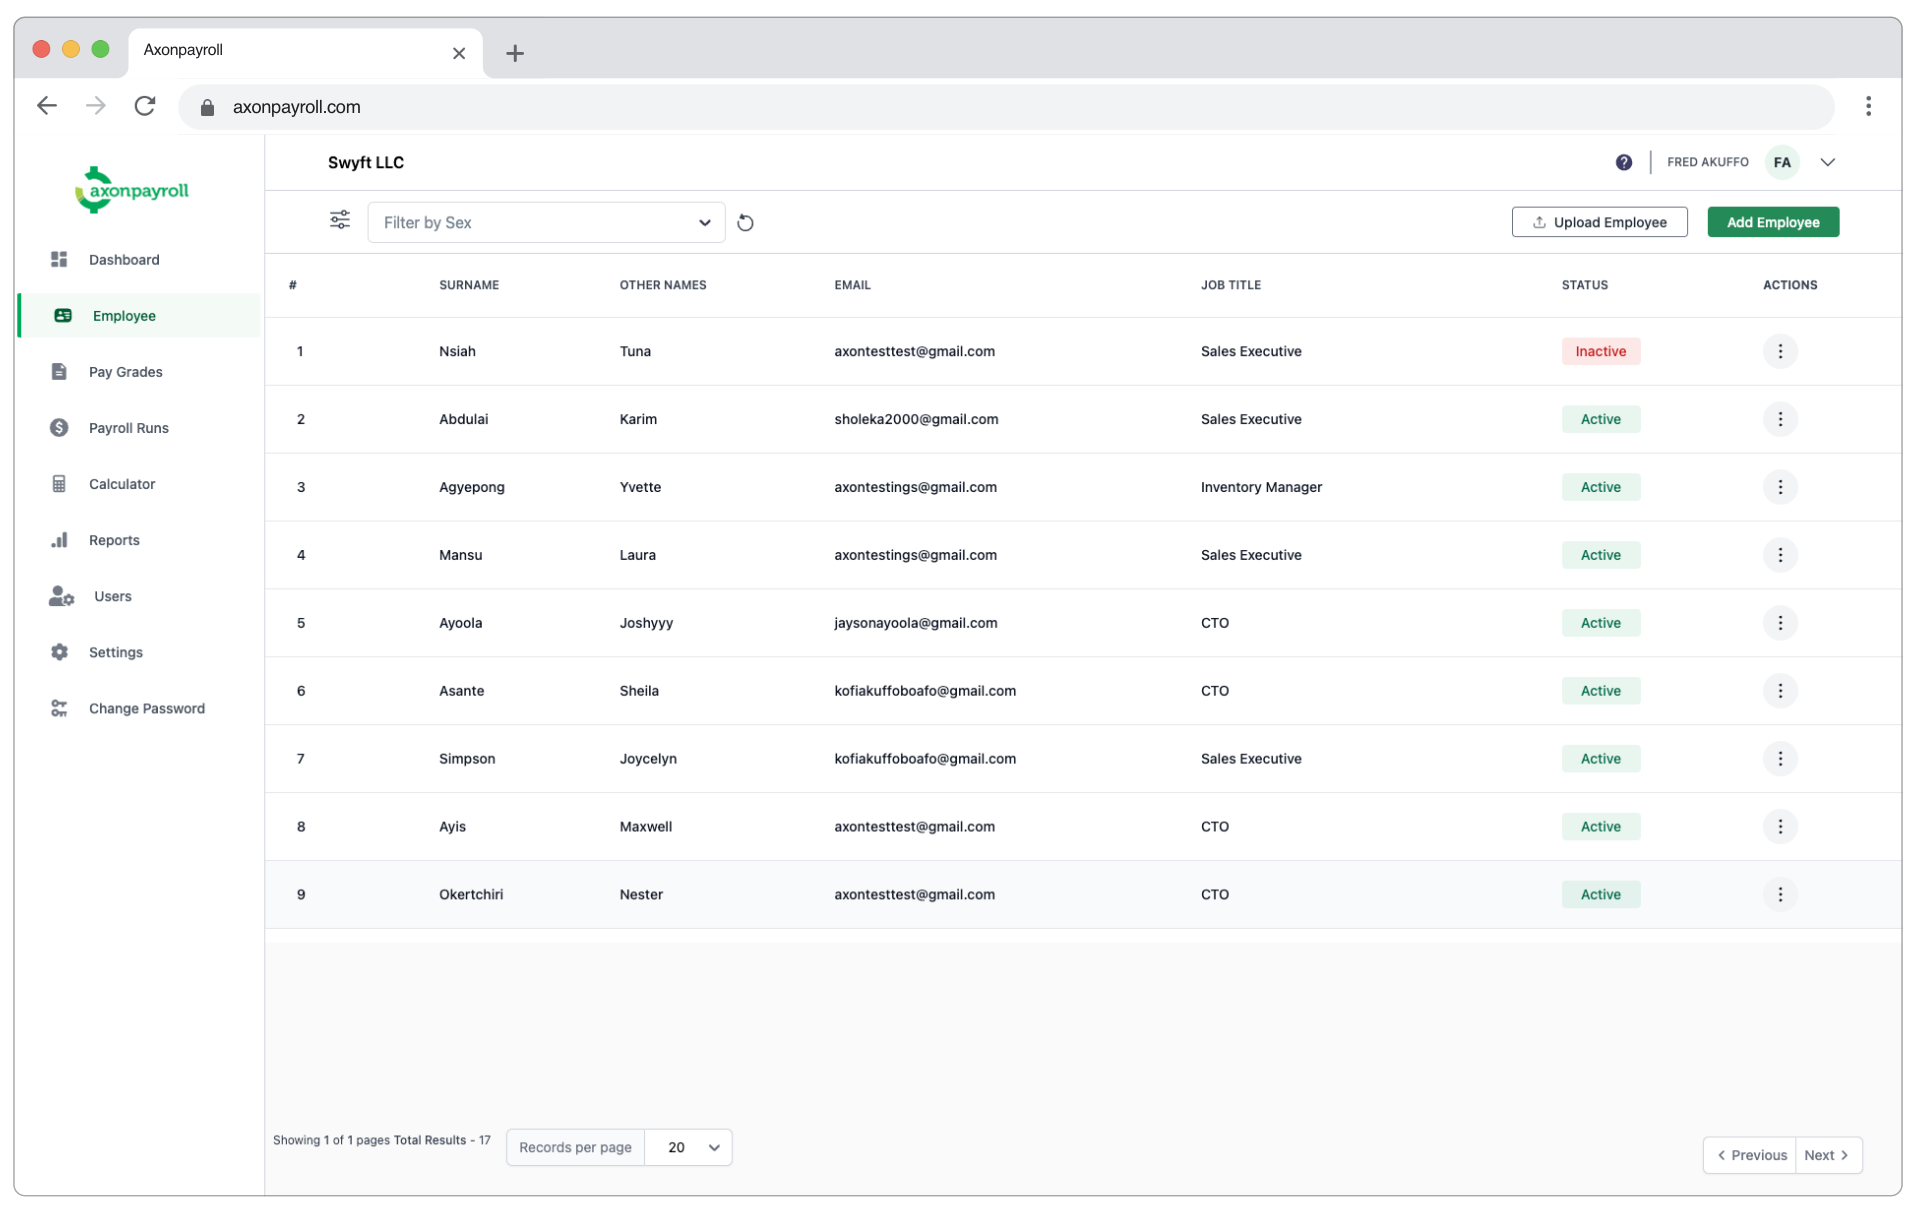 Axonpayroll
axonpayroll.com
axonpayroll
Swyft LLC
FRED AKUFFO FA
Filter by Sex
Upload Employee
Add Employee
Dashboard
Employee
Pay Grades
Payroll Runs
Calculator
Reports
Users
Settings
Change Password
# SURNAME OTHER NAMES EMAIL JOB TITLE STATUS ACTIONS
1 Nsiah Tuna axontesttest@gmail.com Sales Executive Inactive
2 Abdulai Karim sholeka2000@gmail.com Sales Executive Active
3 Agyepong Yvette axontestings@gmail.com Inventory Manager Active
4 Mansu Laura axontestings@gmail.com Sales Executive Active
5 Ayoola Joshyyy jaysonayoola@gmail.com CTO Active
6 Asante Sheila kofiakuffoboafo@gmail.com CTO Active
7 Simpson Joycelyn kofiakuffoboafo@gmail.com Sales Executive Active
8 Ayis Maxwell axontesttest@gmail.com CTO Active
9 Okertchiri Nester axontesttest@gmail.com CTO Active
Showing 1 of 1 pages Total Results - 17
Records per page 20
Previous Next